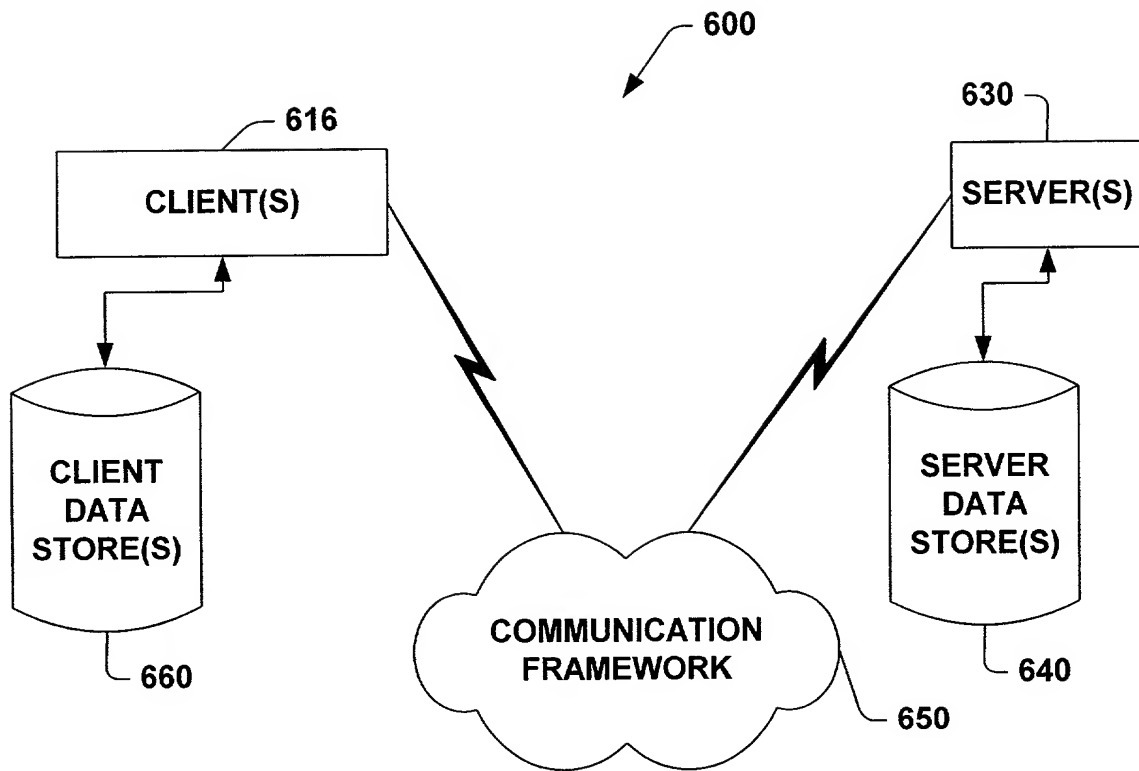 600
616
630
CLIENT(S)
SERVER(S)
CLIENT
DATA
STORE(S)
SERVER
DATA
STORE(S)
COMMUNICATION
FRAMEWORK
660
640
650